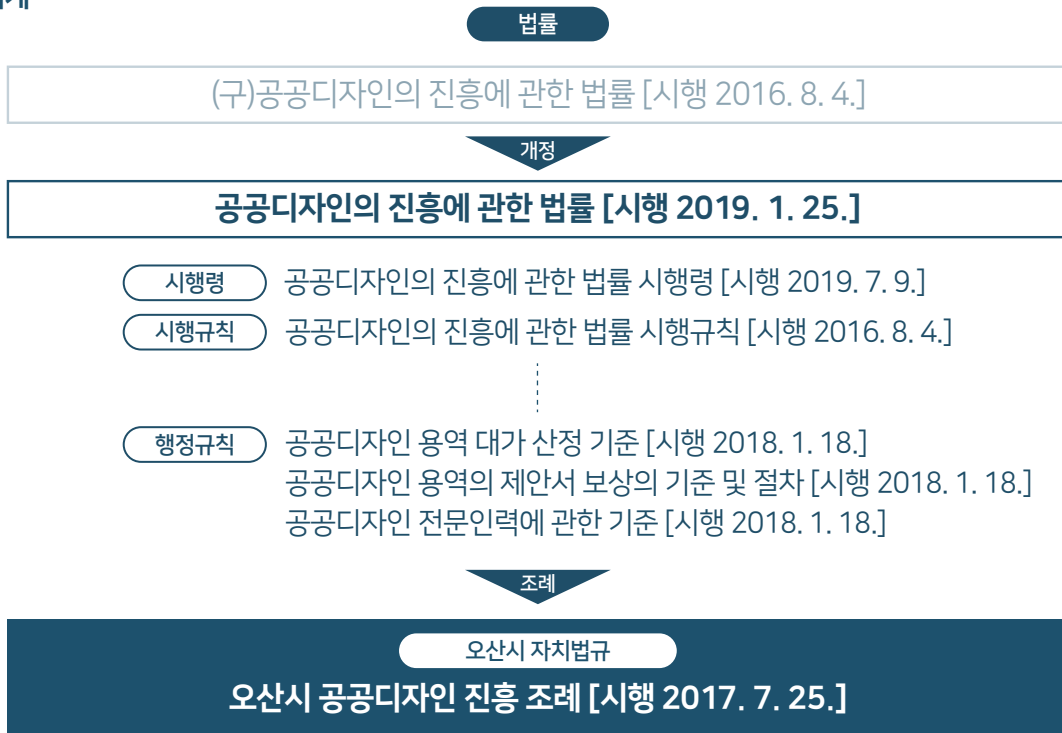 법률
(구)공공디자인의 진흥에 관한 법률 [시행 2016. 8. 4.]
개정
공공디자인의 진흥에 관한 법률 [시행 2019. 1. 25.]
시행령 공공디자인의 진흥에 관한 법률 시행령 [시행 2019. 7. 9.]
시행규칙 공공디자인의 진흥에 관한 법률 시행규칙 [시행 2016. 8. 4.]
행정규칙 공공디자인 용역 대가 산정 기준 [시행 2018. 1. 18.]
공공디자인 용역의 제안서 보상의 기준 및 절차 [시행 2018. 1. 18.]
공공디자인 전문인력에 관한 기준 [시행 2018. 1. 18.]
조례
오산시 자치법규
오산시 공공디자인 진흥 조례 [시행 2017. 7. 25.]